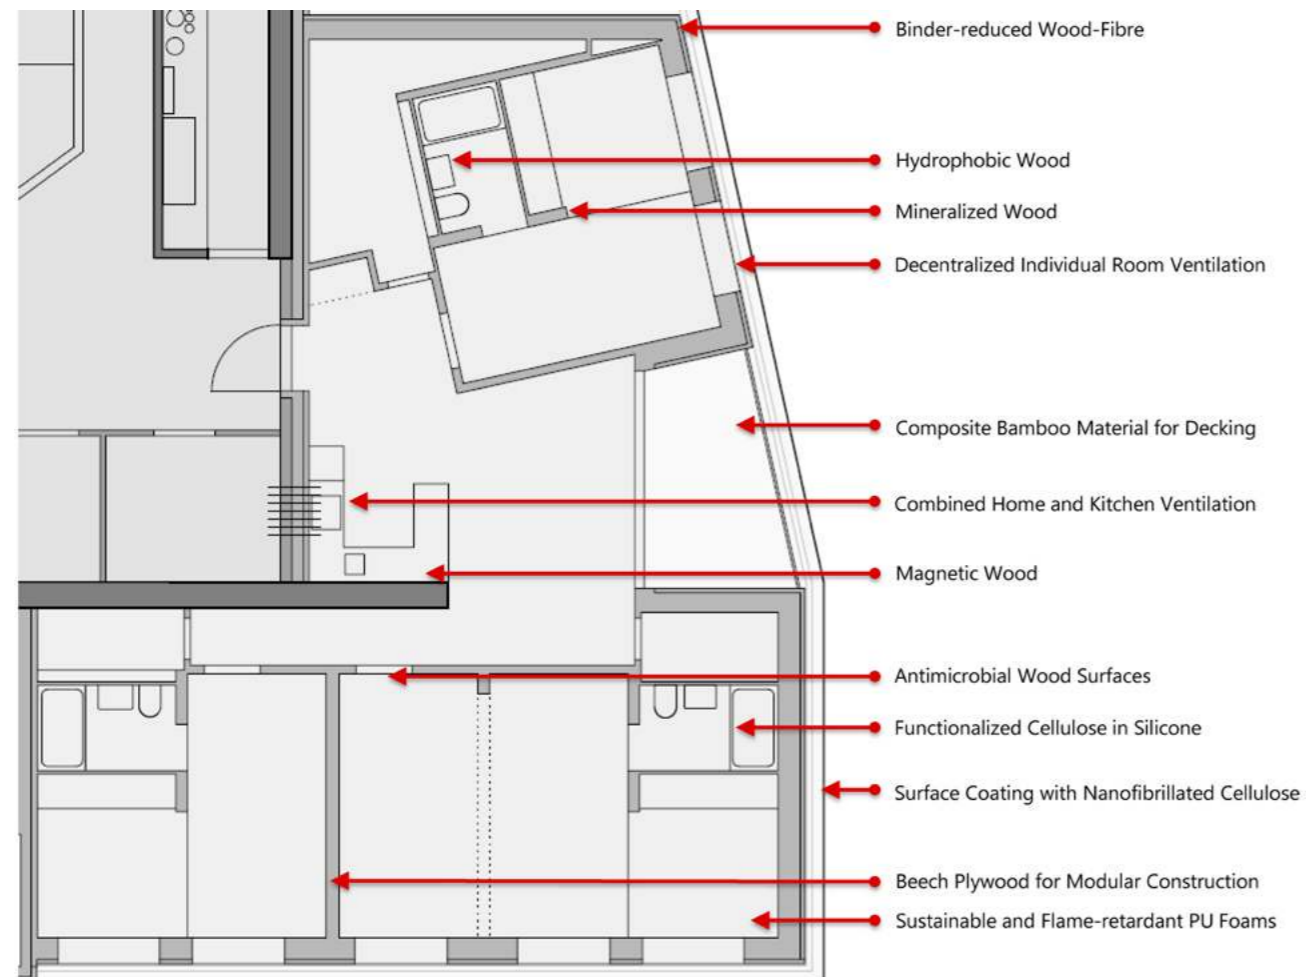 Binder-reduced Wood-Fibre
Hydrophobic Wood
Mineralized Wood
Decentralized Individual Room Ventilation
Composite Bamboo Material for Decking
Combined Home and Kitchen Ventilation
Magnetic Wood
Antimicrobial Wood Surfaces
Functionalized Cellulose in Silicone
Surface Coating with Nanofibrillated Cellulose
Beech Plywood for Modular Construction
Sustainable and Flame-retardant PU Foams